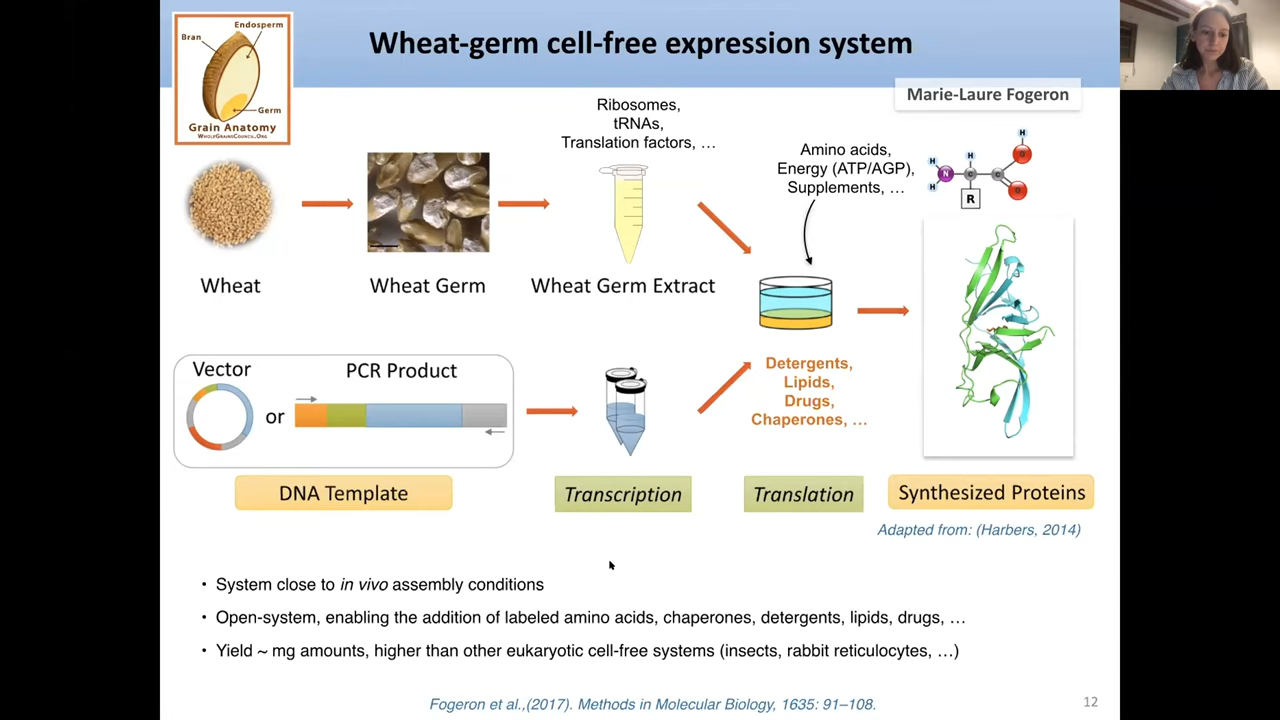 Wheat-germ cell-free expression system
Endosperm
Bran
Germ
Grain Anatomy
WHOLEGRAINSCOUNCIL.ORG
Marie-Laure Fogeron
Ribosomes,
tRNAs,
Translation factors, …
Amino acids,
Energy (ATP/AGP),
Supplements, …
H
H
H
H
N
C
C
O
O
R
Wheat
Wheat Germ
Wheat Germ Extract
Vector
or
PCR Product
Detergents,
Lipids,
Drugs,
Chaperones, …
DNA Template
Transcription
Translation
Synthesized Proteins
Adapted from: (Harbers, 2014)
• System close to in vivo assembly conditions
• Open-system, enabling the addition of labeled amino acids, chaperones, detergents, lipids, drugs, …
• Yield ~ mg amounts, higher than other eukaryotic cell-free systems (insects, rabbit reticulocytes, …)
Fogeron et al.,(2017). Methods in Molecular Biology, 1635: 91–108.
12